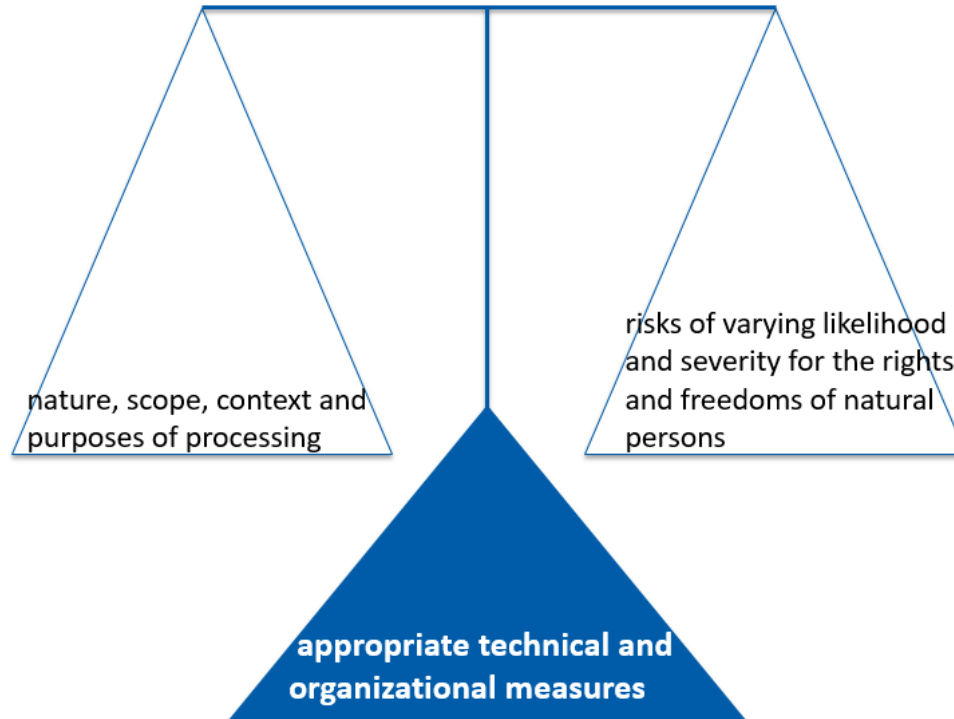 nature, scope, context and
purposes of processing
risks of varying likelihood
and severity for the rights
and freedoms of natural
persons
appropriate technical and
organizational measures